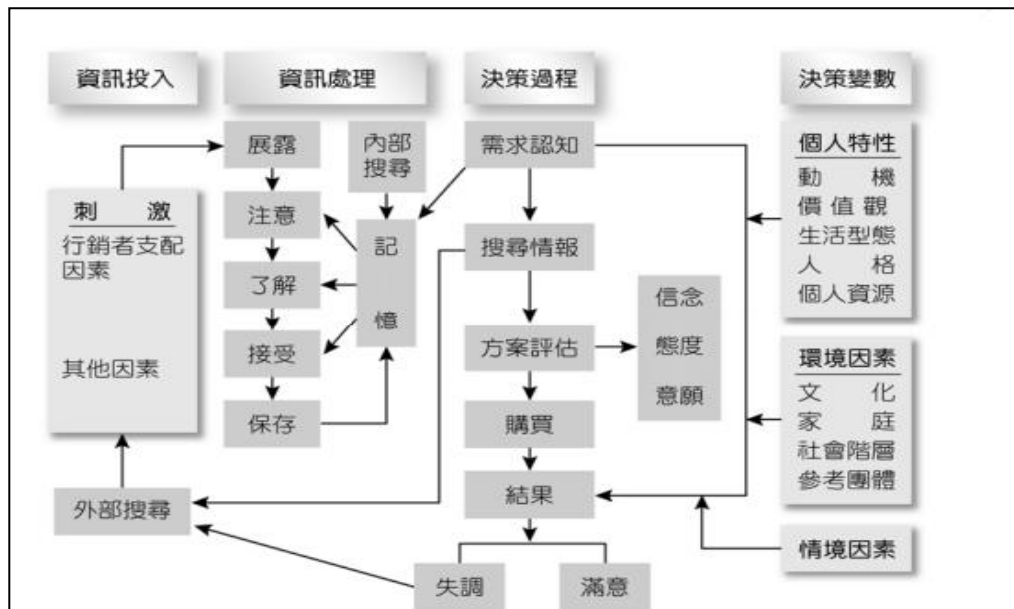 資訊投入
資訊處理
決策過程
決策變數
刺 激
行銷者支配
因素
其他因素
外部搜尋
展露
注意
了解
接受
保存
內部
搜尋
記
憶
需求認知
搜尋情報
方案評估
購買
結果
失調
滿意
信念
態度
意願
個人特性
動 機
價值觀
生活型態
人 格
個人資源
環境因素
文 化
家 庭
社會階層
參考團體
情境因素